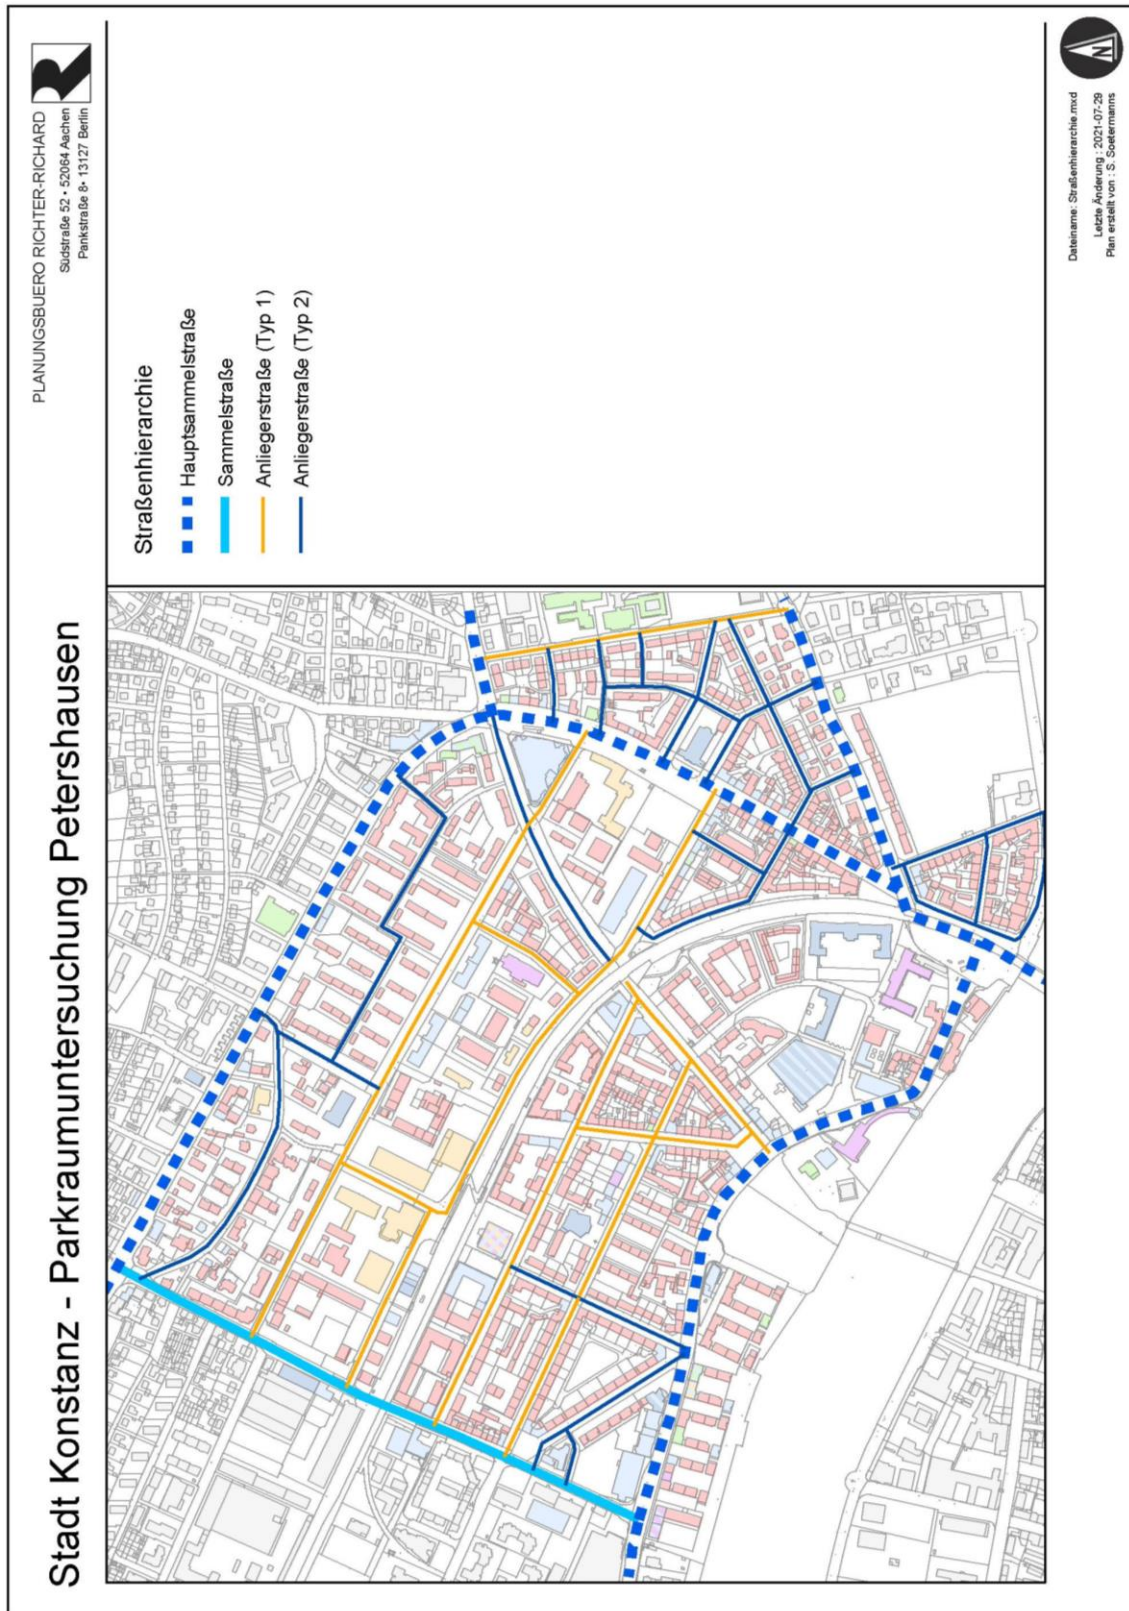 Stadt Konstanz - Parkraumuntersuchung Petershausen
PLANUNGSBUERO RICHTER-RICHARD
Südstraße 52 • 52064 Aachen
Pankstraße 8• 13127 Berlin
Straßenhierarchie
Hauptsammelstraße
Sammelstraße
Anliegerstraße (Typ 1)
Anliegerstraße (Typ 2)
N
Dateiname: Straßenhierarchie.mxd
Letzte Änderung : 2021-07-29
Plan erstellt von : S. Soetermanns